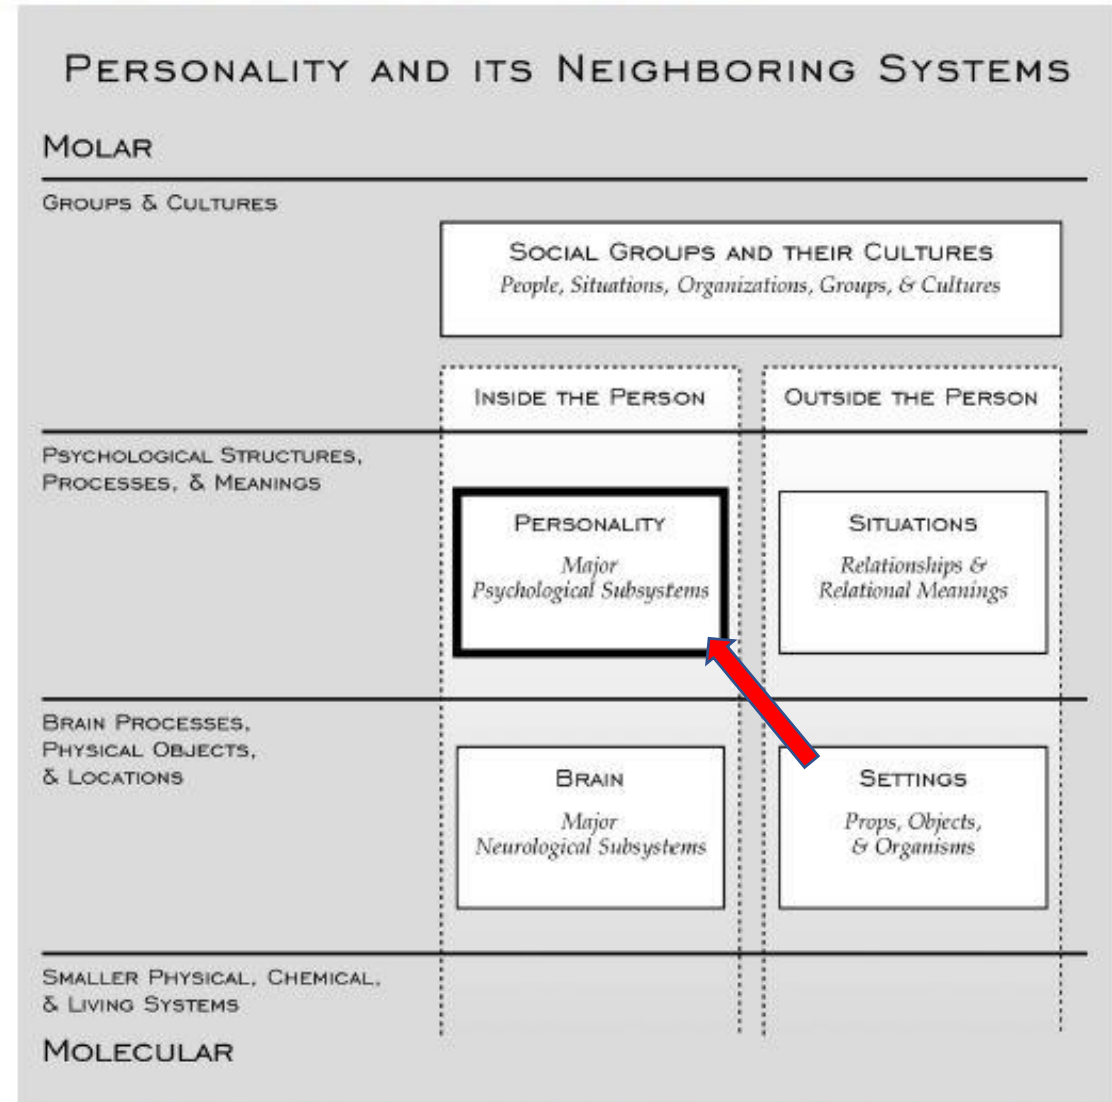 PERSONALITY AND ITS NEIGHBORING SYSTEMS
MOLAR
GROUPS & CULTURES
SOCIAL GROUPS AND THEIR CULTURES
People, Situations, Organizations, Groups, & Cultures
INSIDE THE PERSON
OUTSIDE THE PERSON
PSYCHOLOGICAL STRUCTURES,
PROCESSES, & MEANINGS
PERSONALITY
Major
Psychological Subsystems
SITUATIONS
Relationships &
Relational Meanings
BRAIN PROCESSES,
PHYSICAL OBJECTS,
& LOCATIONS
BRAIN
Major
Neurological Subsystems
SETTINGS
Props, Objects,
& Organisms
SMALLER PHYSICAL, CHEMICAL,
& LIVING SYSTEMS
MOLECULAR